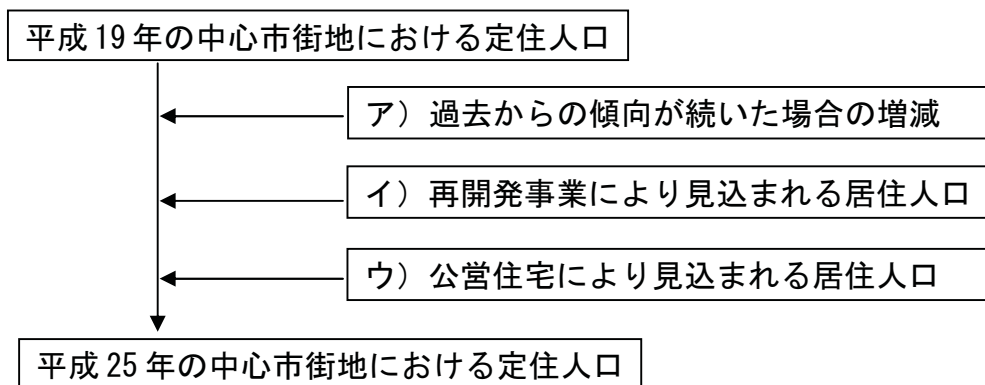 平成19年の中心市街地における定住人口
ア）過去からの傾向が続いた場合の増減
イ）再開発事業により見込まれる居住人口
ウ）公営住宅により見込まれる居住人口
平成25年の中心市街地における定住人口